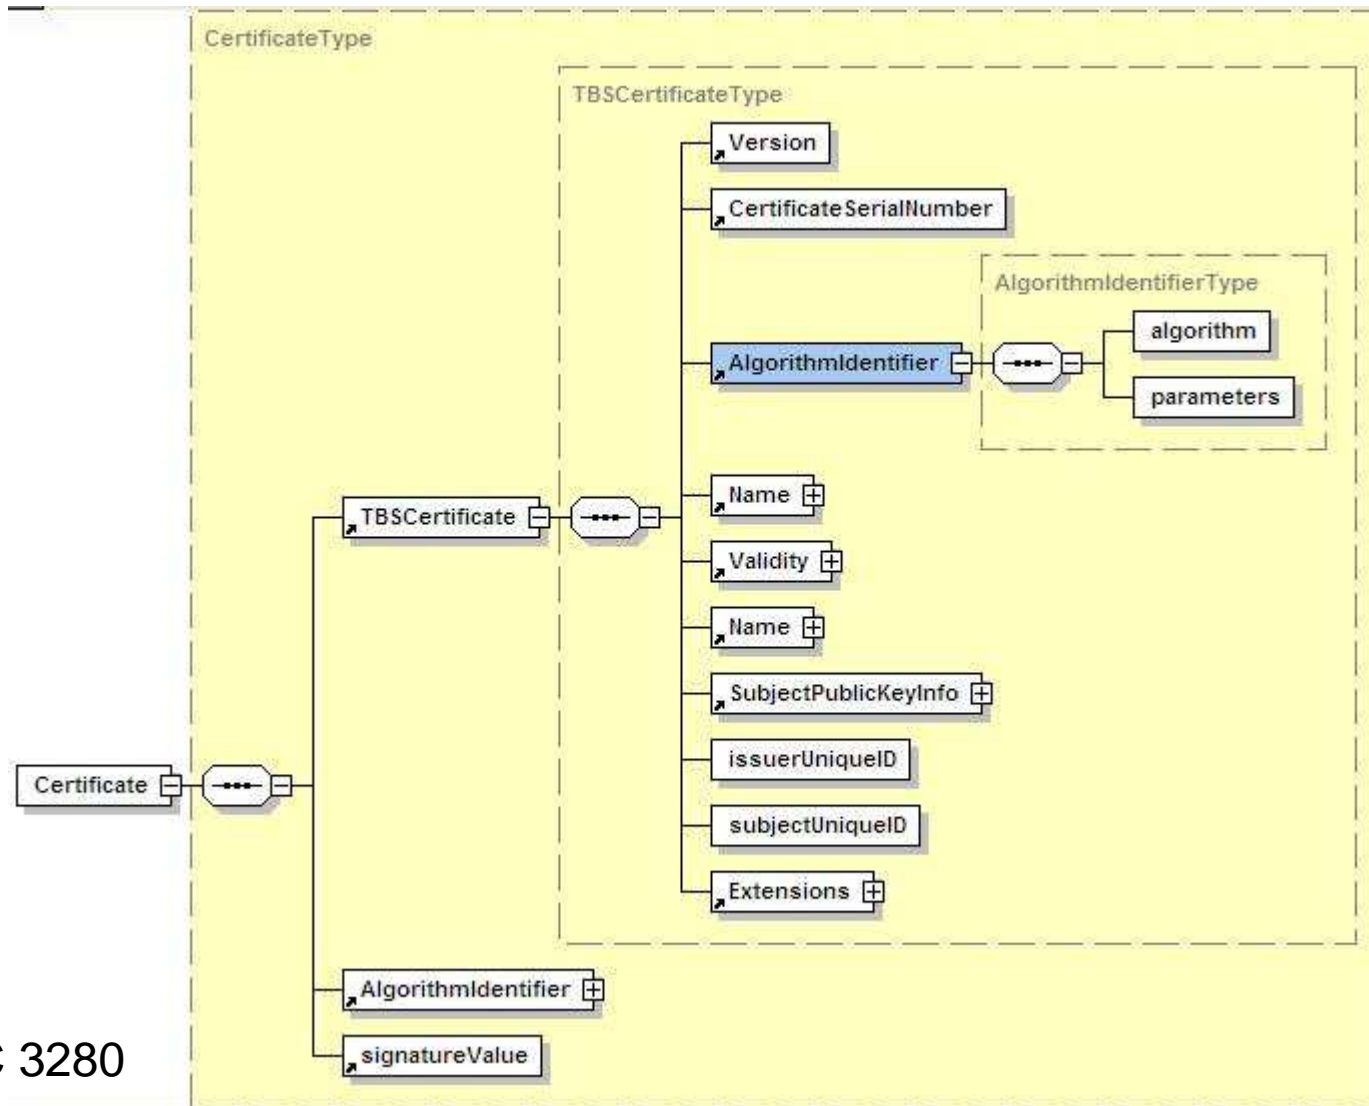 CertificateType
TBSCertificateType
Version
CertificateSerialNumber
AlgorithmIdentifierType
algorithm
AlgorithmIdentifier
parameters
Name
TBSCertificate
Validity
Name
SubjectPublicKeyInfo
issuerUniqueID
Certificate
subjectUniqueID
Extensions
AlgorithmIdentifier
signatureValue
3280